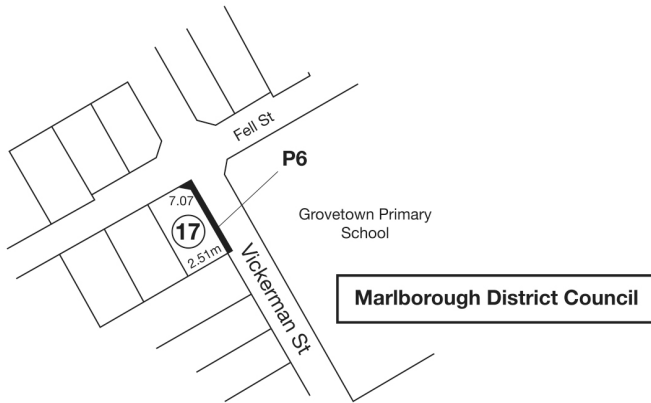 Fell St
P6
7.07
Grovetown Primary
School
17
2.51m
Vickerman St
Marlborough District Council